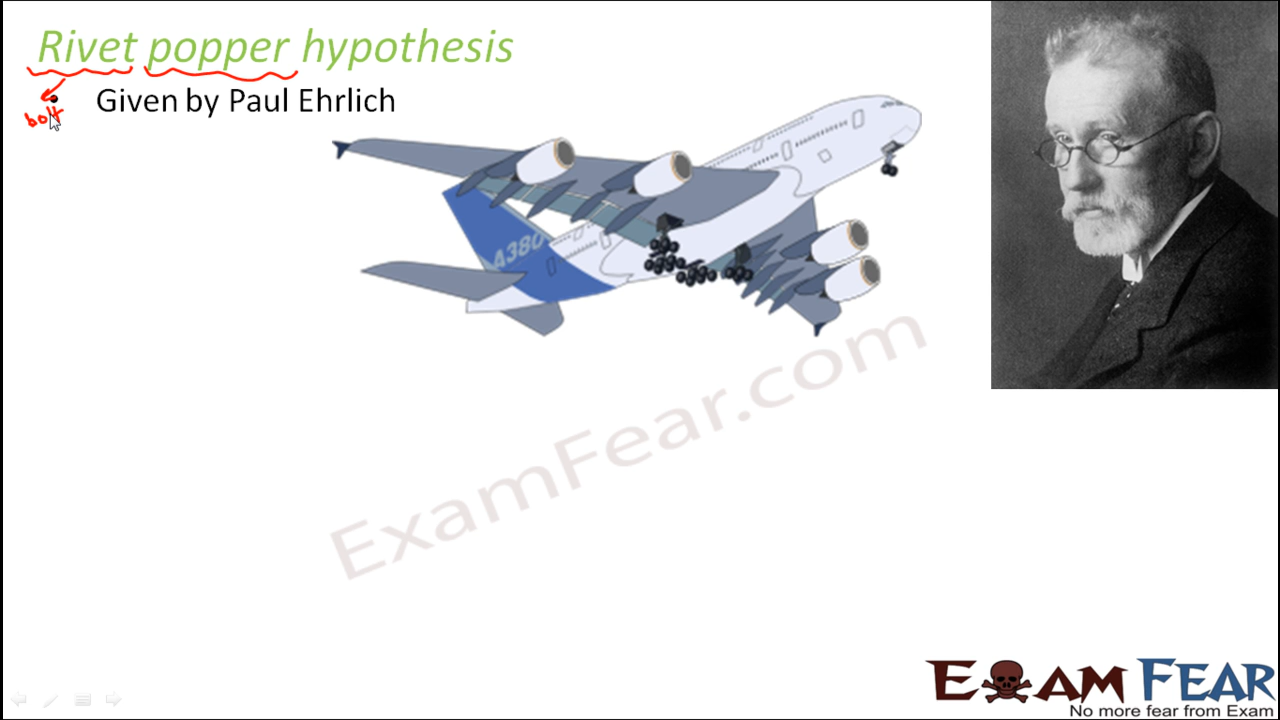 Rivet popper hypothesis
Given by Paul Ehrlich
bolt
A380
ExamFear.com
EXAM FEAR
No more fear from Exam